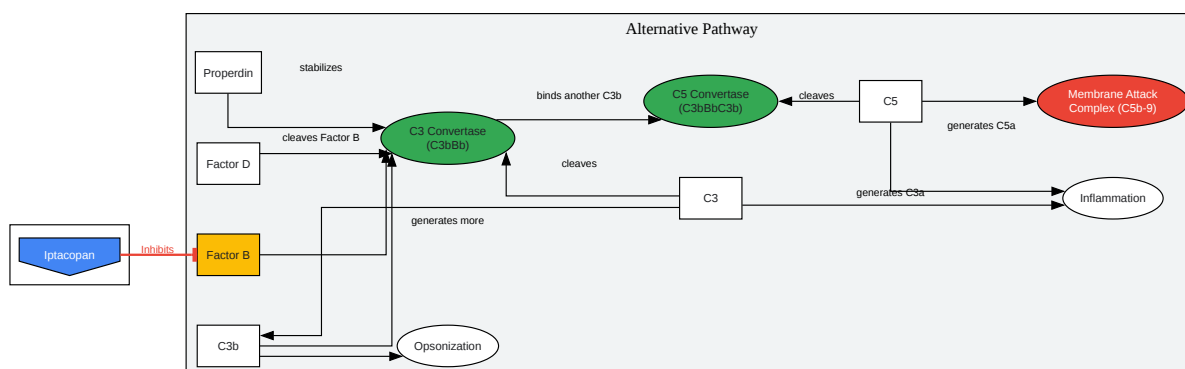 Alternative Pathway
Properdin
stabilizes
binds another C3b
C5 Convertase
(C3bBbC3b)
cleaves
C5
Membrane Attack
Complex (C5b-9)
generates C5a
cleaves Factor B
C3 Convertase
(C3bBb)
Factor D
cleaves
C3
generates C3a
Inflammation
generates more
Iptacopan
Inhibits
Factor B
C3b
Opsonization